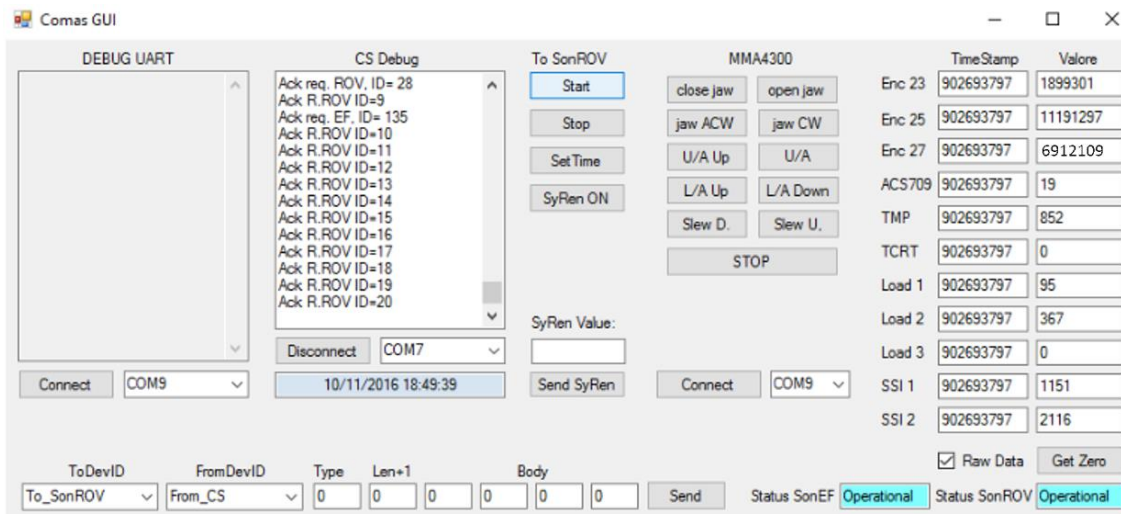 Comas GUI
DEBUG UART
CS Debug
To SonROV
MMA4300
TimeStamp Valore
Ack req. ROV, ID= 28
Ack R.ROV ID=9
Ack req. EF, ID= 135
Ack R.ROV ID=10
Ack R.ROV ID=11
Ack R.ROV ID=12
Ack R.ROV ID=13
Ack R.ROV ID=14
Ack R.ROV ID=15
Ack R.ROV ID=16
Ack R.ROV ID=17
Ack R.ROV ID=18
Ack R.ROV ID=19
Ack R.ROV ID=20
Connect COM9
Disconnect COM7
10/11/2016 18:49:39
Start
Stop
SetTime
SyRen ON
SyRen Value:
Send SyRen
close jaw open jaw
jaw ACW jaw CW
U/A Up U/A
L/A Up L/A Down
Slew D. Slew U,
STOP
Connect COM9
Enc 23 902693797 1899301
Enc 25 902693797 11191297
Enc 27 902693797 6912109
ACS709 902693797 19
TMP 902693797 852
TCRT 902693797 0
Load 1 902693797 95
Load 2 902693797 367
Load 3 902693797 0
SSI 1 902693797 1151
SSI 2 902693797 2116
Raw Data Get Zero
ToDevID FromDevID Type Len+1 Body
To_SonROV From_CS 0 0 0 0 0 0 Send Status SonEF Operational Status SonROV Operational